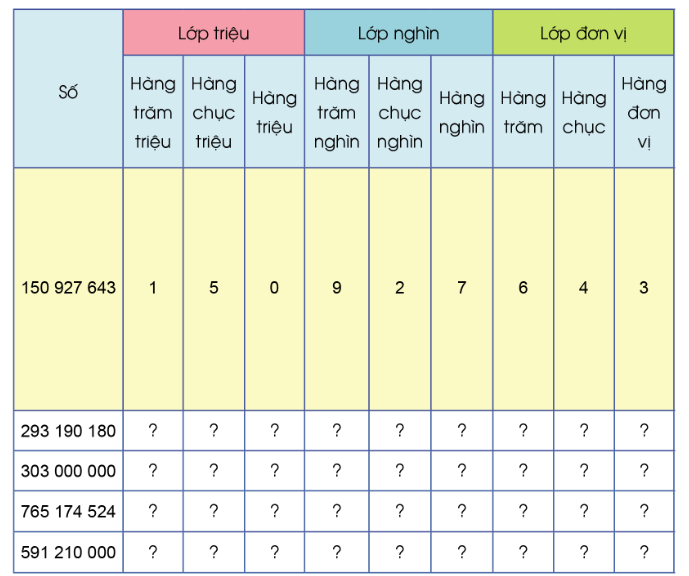 Số Lớp triệu Lớp nghìn Lớp đơn vị
Hàng trăm triệu Hàng chục triệu Hàng triệu Hàng trăm nghìn Hàng chục nghìn Hàng nghìn Hàng trăm Hàng chục Hàng đơn vị
150 927 643 1 5 0 9 2 7 6 4 3
293 190 180 ? ? ? ? ? ? ? ? ?
303 000 000 ? ? ? ? ? ? ? ? ?
765 174 524 ? ? ? ? ? ? ? ? ?
591 210 000 ? ? ? ? ? ? ? ? ?